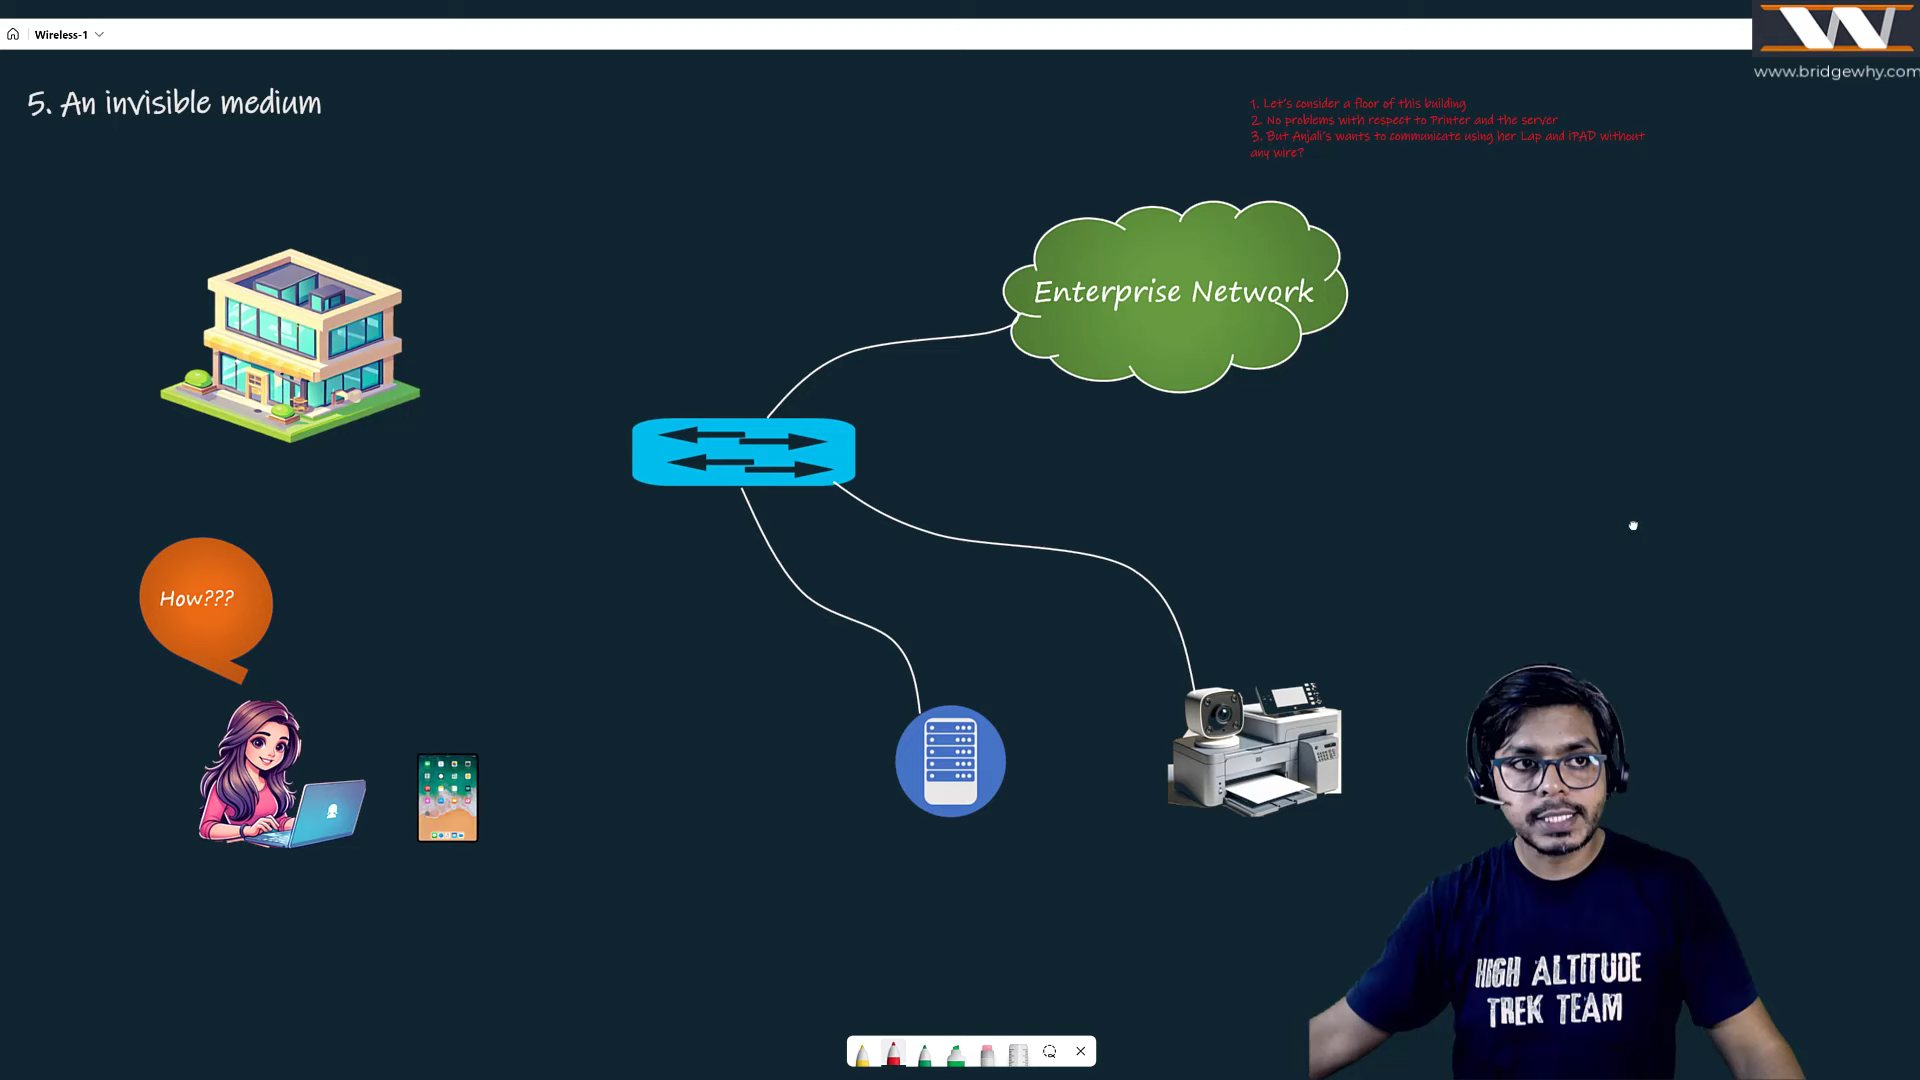 Wireless-1
www.bridgewhy.com
5. An invisible medium
1. Let's consider a floor of this building
2. No problems with respect to Printer and the server
3. But Anjali's wants to communicate using her Lap and iPAD without
any wire?
Enterprise Network
How???
HIGH ALTITUDE
TREK TEAM